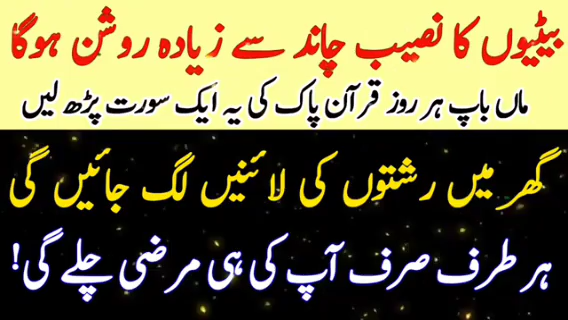 بیٹیوں کا نصیب چاند سے زیادہ روشن ہوگا
ماں باپ ہر روز قرآن پاک کی یہ ایک سورت پڑھ لیں
گھر میں رشتوں کی لائنیں لگ جائیں گی
ہر طرف صرف آپ کی ہی مرضی چلے گی!